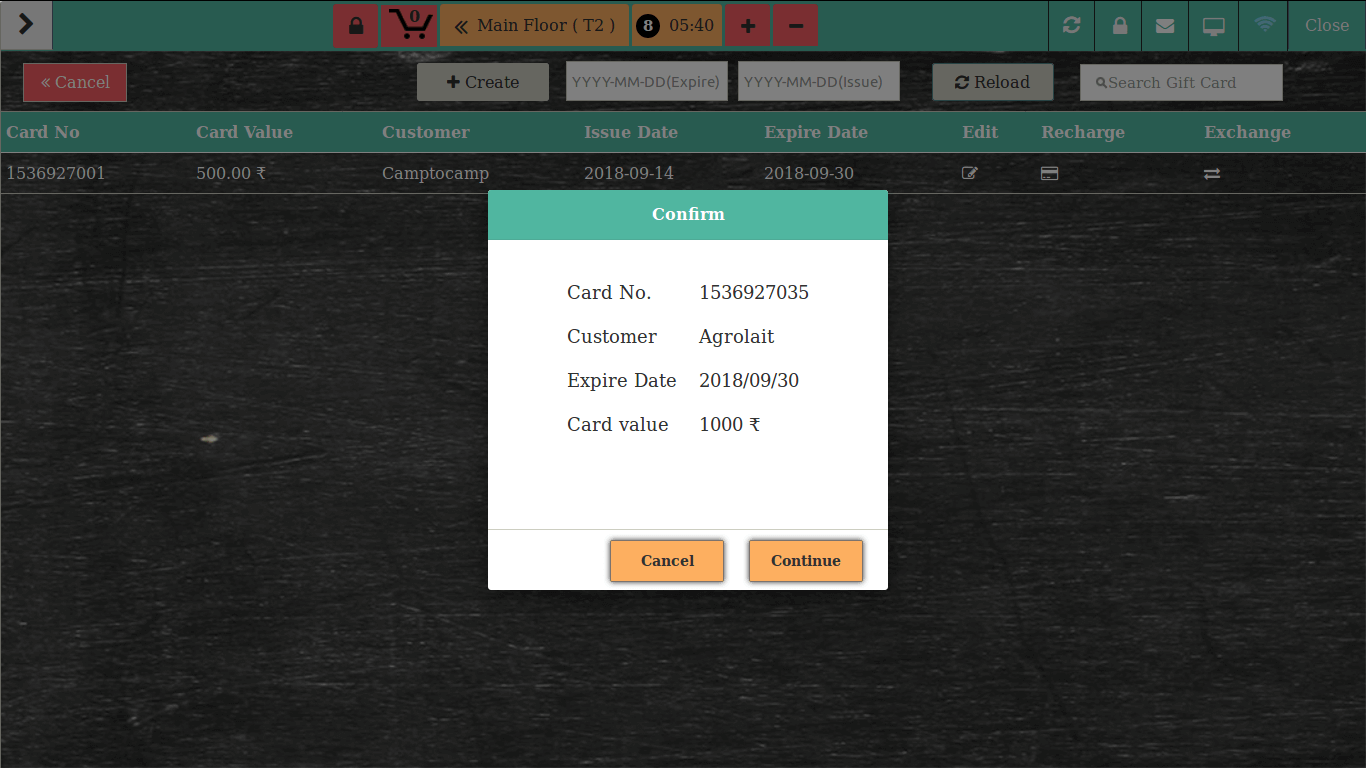 0 Main Floor ( T2 ) 8 05:40 Close
Cancel Create YYYY-MM-DD(Expire) YYYY-MM-DD(Issue) Reload Search Gift Card
Card No Card Value Customer Issue Date Expire Date Edit Recharge Exchange
1536927001 500.00 ₹ Camptocamp 2018-09-14 2018-09-30
Confirm
Card No. 1536927035
Customer Agrolait
Expire Date 2018/09/30
Card value 1000 ₹
Cancel Continue